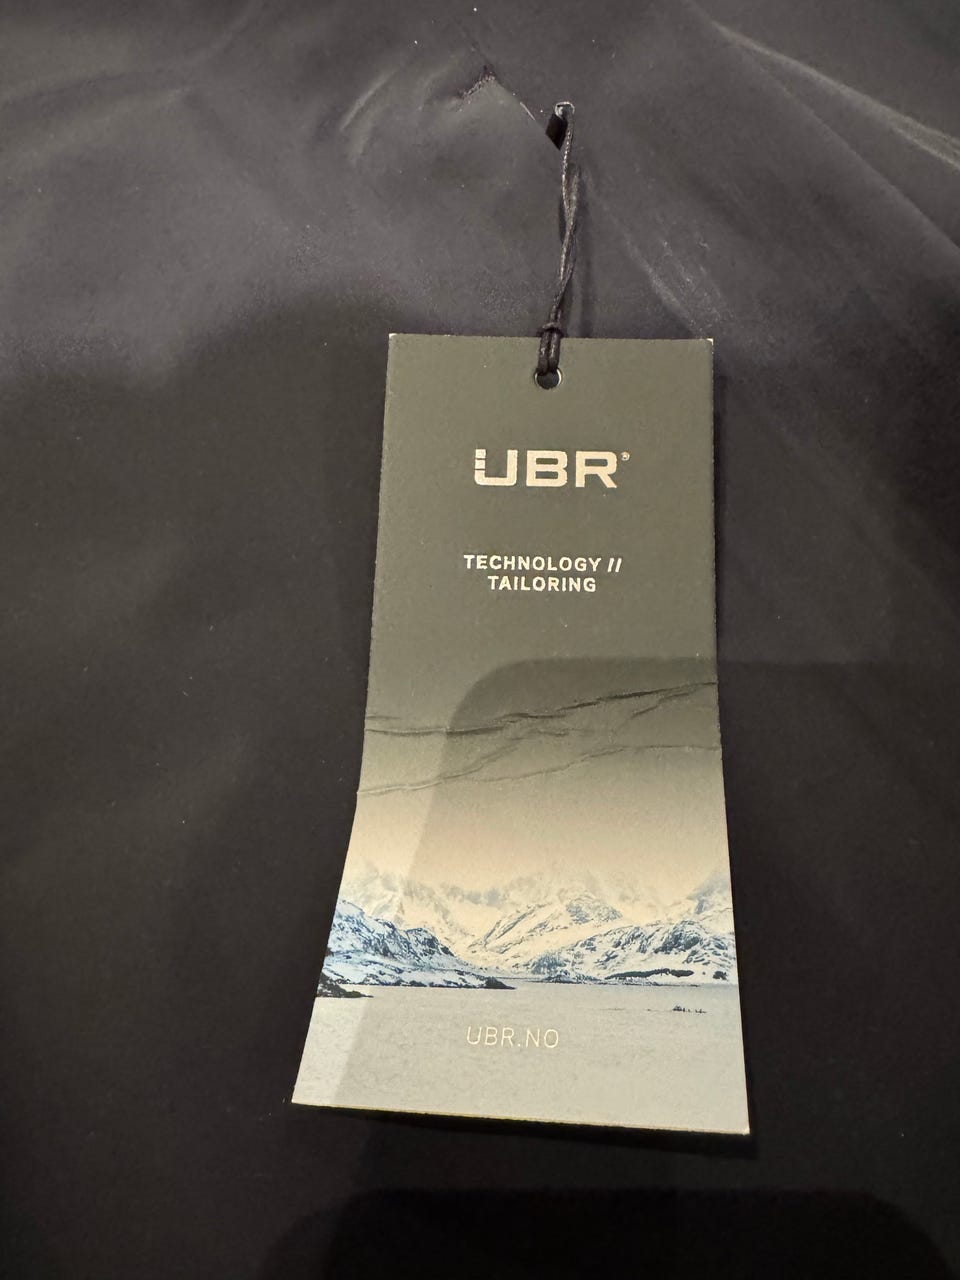 UBR®
TECHNOLOGY //
TAILORING
UBR.NO